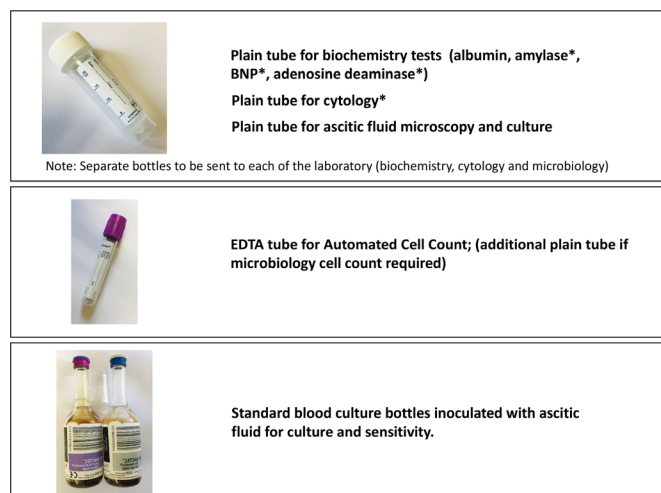 Plain tube for biochemistry tests  (albumin, amylase*,
BNP*, adenosine deaminase*)
Plain tube for cytology*
Plain tube for ascitic fluid microscopy and culture
Note: Separate bottles to be sent to each of the laboratory (biochemistry, cytology and microbiology)
EDTA tube for Automated Cell Count; (additional plain tube if
microbiology cell count required)
Standard blood culture bottles inoculated with ascitic
fluid for culture and sensitivity.